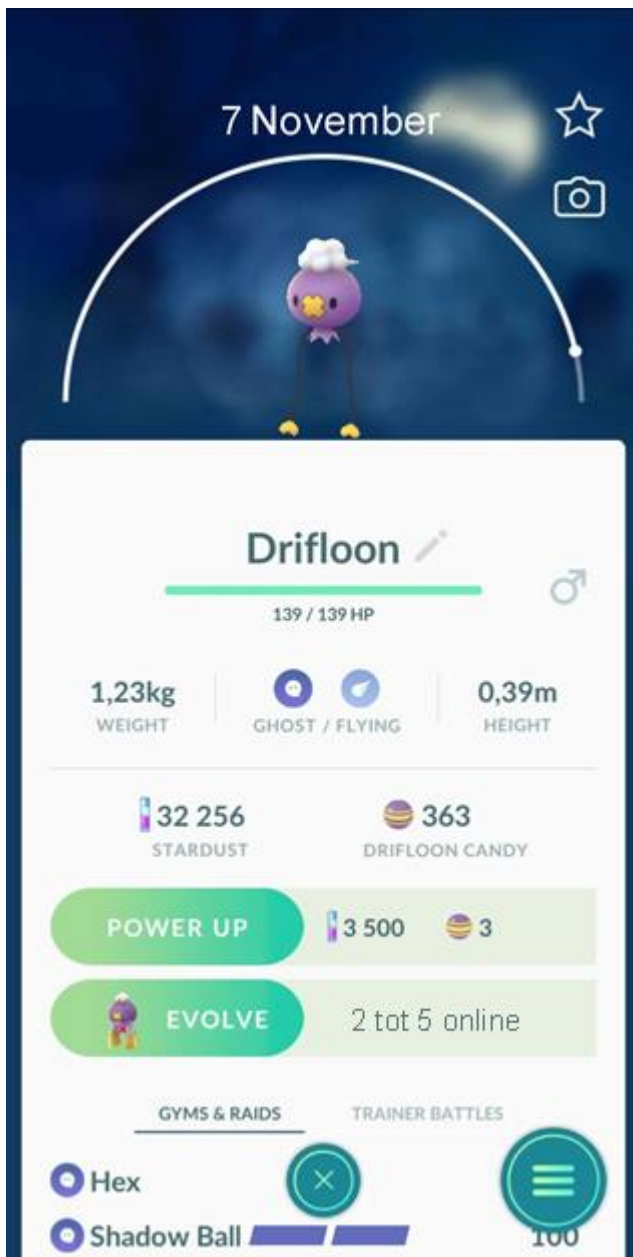 7 November
Drifloon
139 / 139 HP
1,23kg
WEIGHT
GHOST / FLYING
0,39m
HEIGHT
32 256
STARDUST
363
DRIFLOON CANDY
POWER UP
3 500
3
EVOLVE
2 tot 5 online
GYMS & RAIDS
TRAINER BATTLES
Hex
Shadow Ball
100